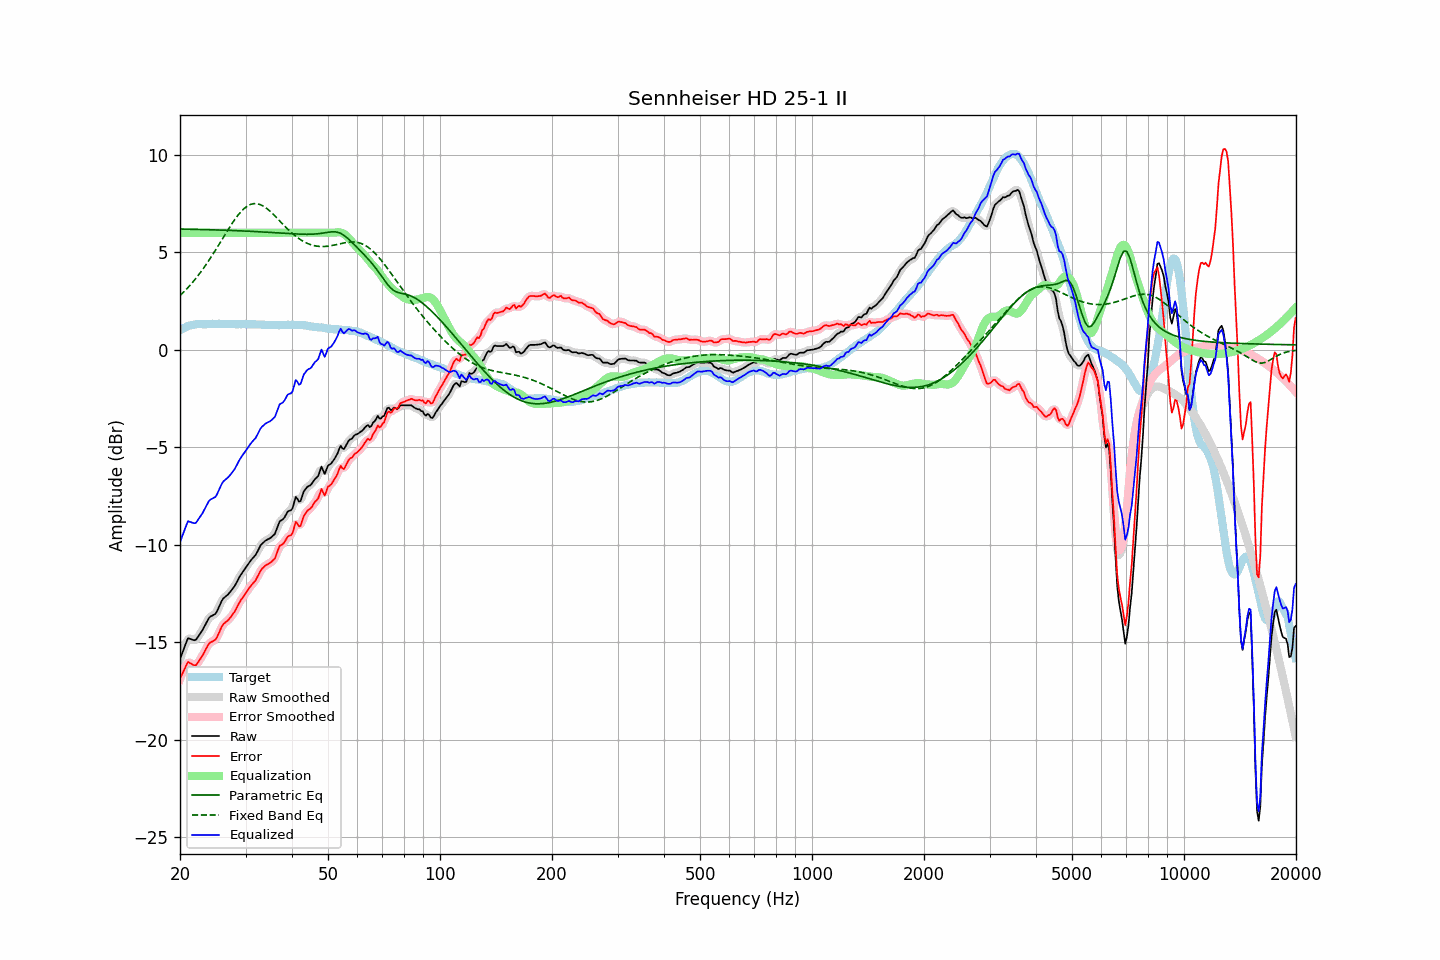 Sennheiser HD 25-1 II
Amplitude (dBr)
10
5
0
−5
−10
−15
−20
−25
Target
Raw Smoothed
Error Smoothed
Raw
Error
Equalization
Parametric Eq
Fixed Band Eq
Equalized
20 50 100 200 500 1000 2000 5000 10000 20000
Frequency (Hz)